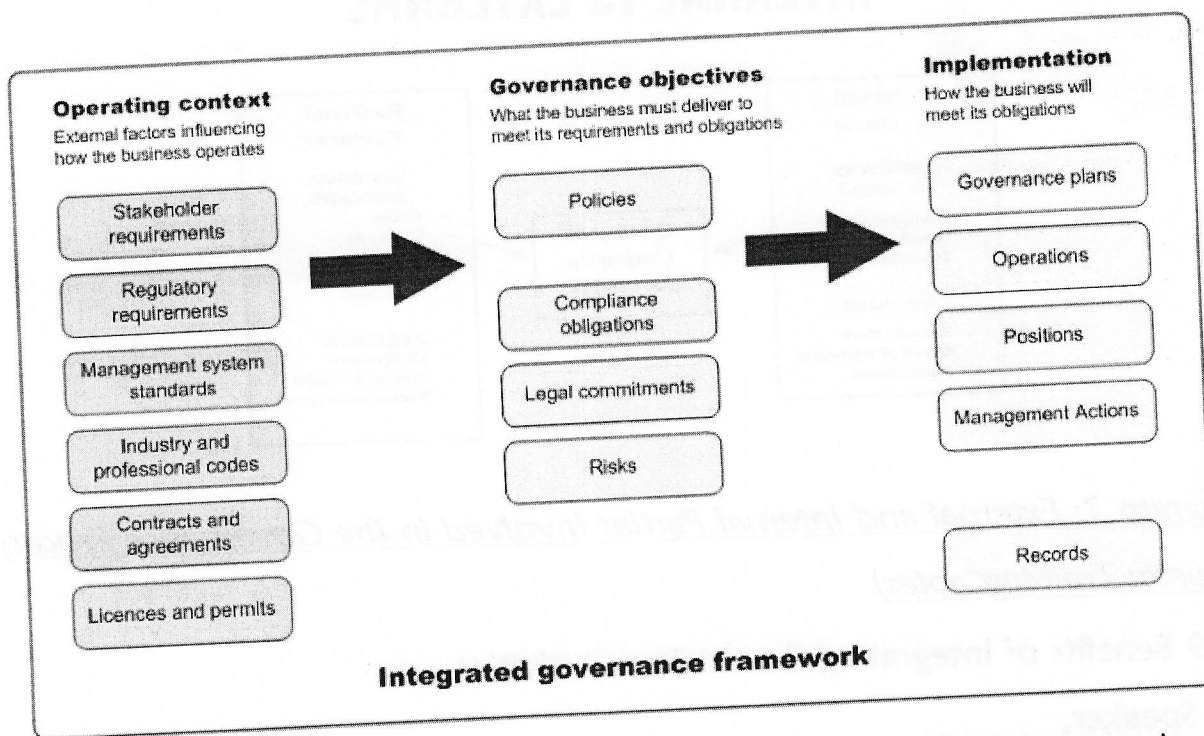 Operating context
External factors influencing
how the business operates
Stakeholder
requirements
Regulatory
requirements
Management system
standards
Industry and
professional codes
Contracts and
agreements
Licences and permits
Governance objectives
What the business must deliver to
meet its requirements and obligations
Policies
Compliance
obligations
Legal commitments
Risks
Implementation
How the business will
meet its obligations
Governance plans
Operations
Positions
Management Actions
Records
Integrated governance framework